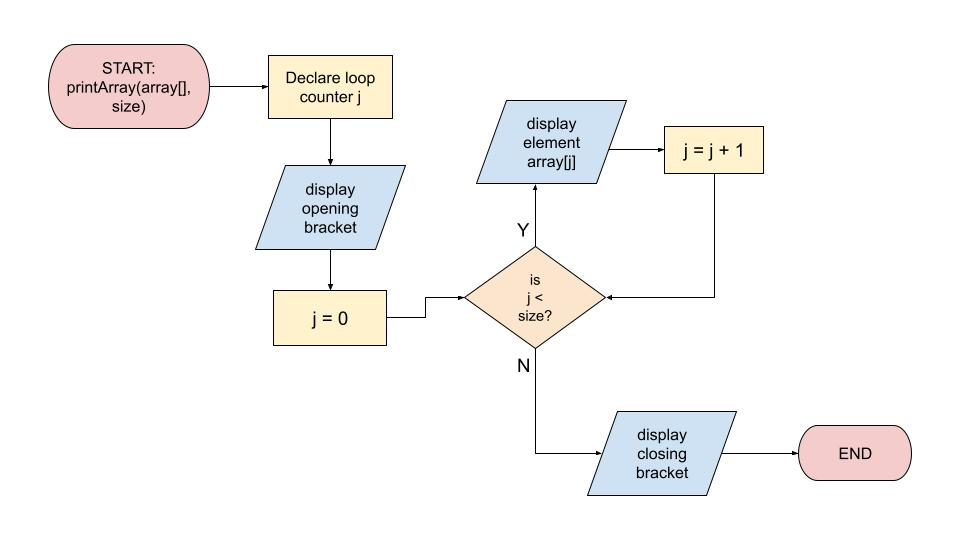 START:
printArray(array[],
size)
Declare loop
counter j
display
opening
bracket
j = 0
is
j <
size?
Y
display
element
array[j]
j = j + 1
N
display
closing
bracket
END